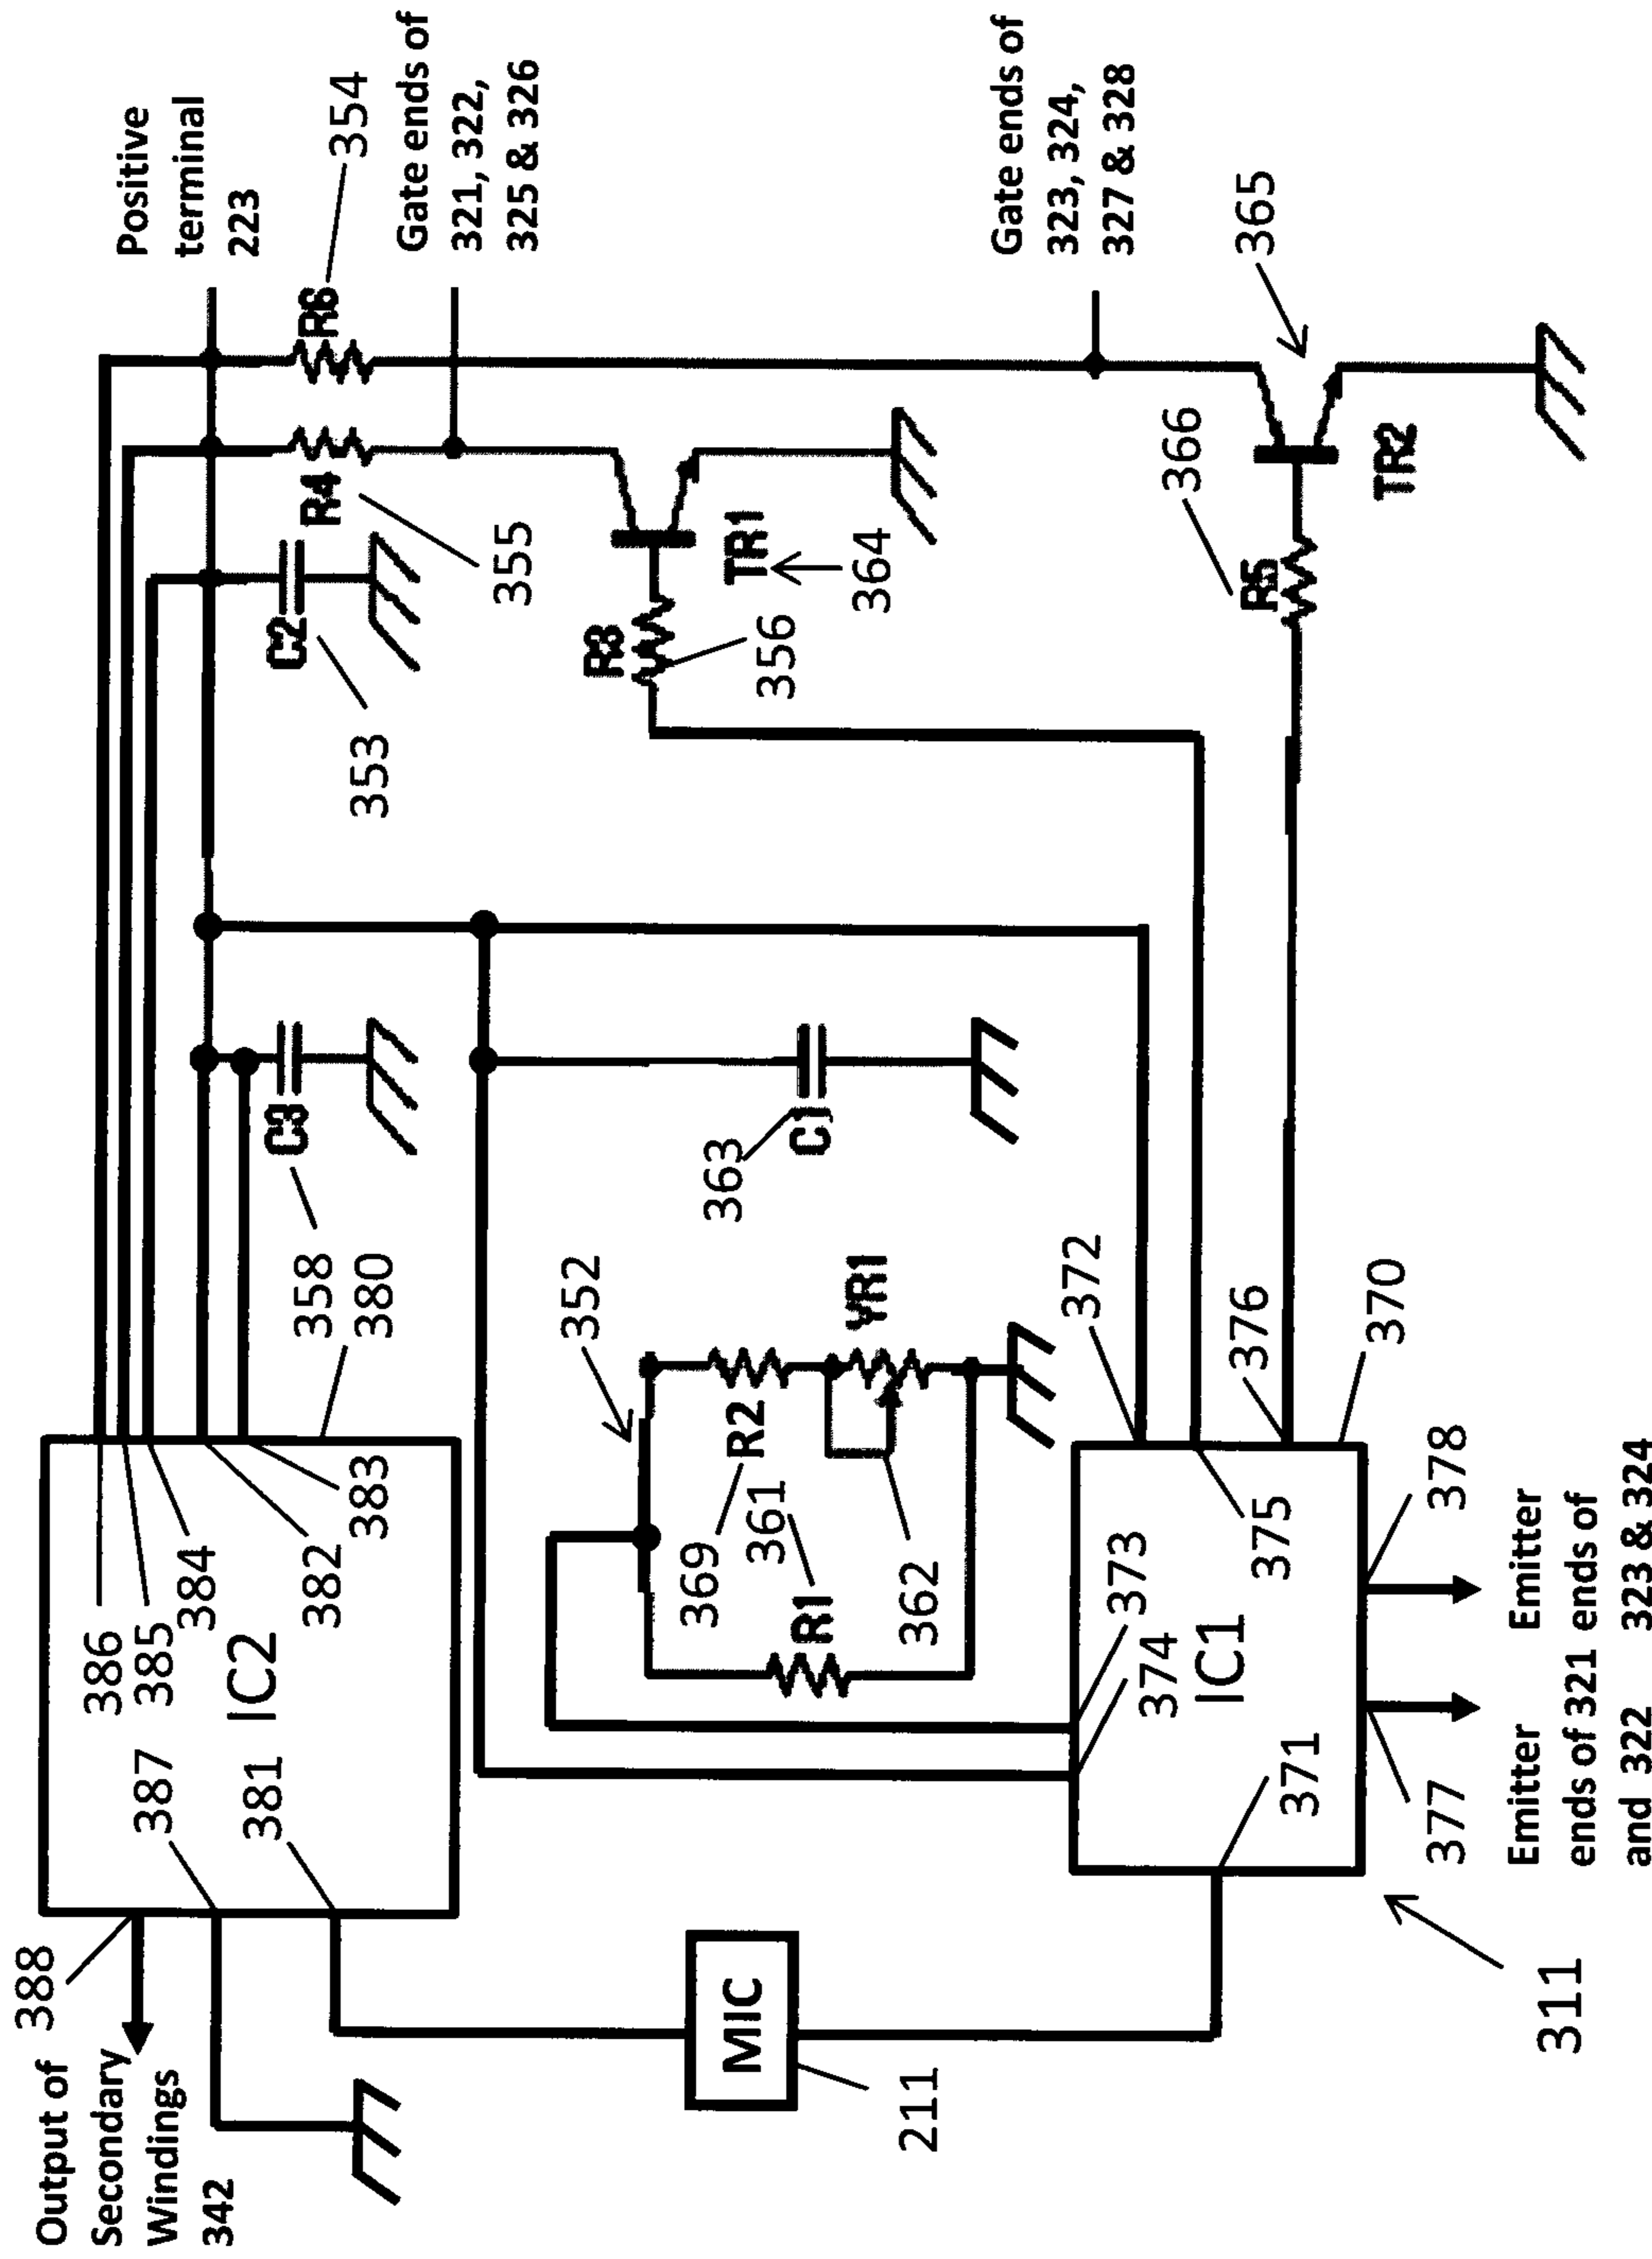 Positive
terminal
223
354
Gate ends of
321, 322,
325 & 326
Gate ends of
323, 324,
327 & 328
365
R6
R4
355
C2
353
R3
356
TR1
364
366
R5
TR2
C3
358
380
363
C1
352
372
VR1
376
370
R2
369
361
R1
362
386
385
384
382
383
IC2
387
381
388
Output of
Secondary
Windings
342
MIC
211
373
374
375
IC1
371
378
377
Emitter
ends of 321
and 322
Emitter
ends of
323 & 324
311